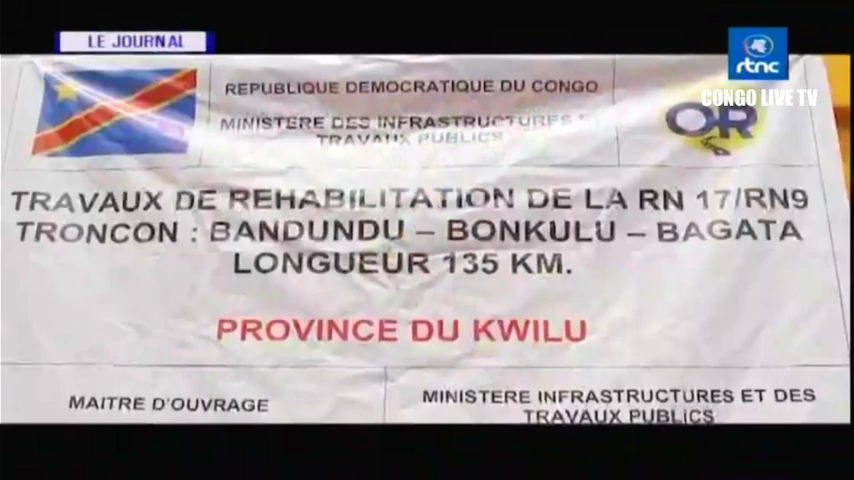 LE JOURNAL
rtnc
CONGO LIVE TV
REPUBLIQUE DEMOCRATIQUE DU CONGO
MINISTERE DES INFRASTRUCTURES E
TRAVAUX PUBLICS
OR
TRAVAUX DE REHABILITATION DE LA RN 17/RN9
TRONCON : BANDUNDU – BONKULU – BAGATA
LONGUEUR 135 KM.
PROVINCE DU KWILU
MAITRE D'OUVRAGE
MINISTERE INFRASTRUCTURES ET DES
TRAVAUX PUBLICS